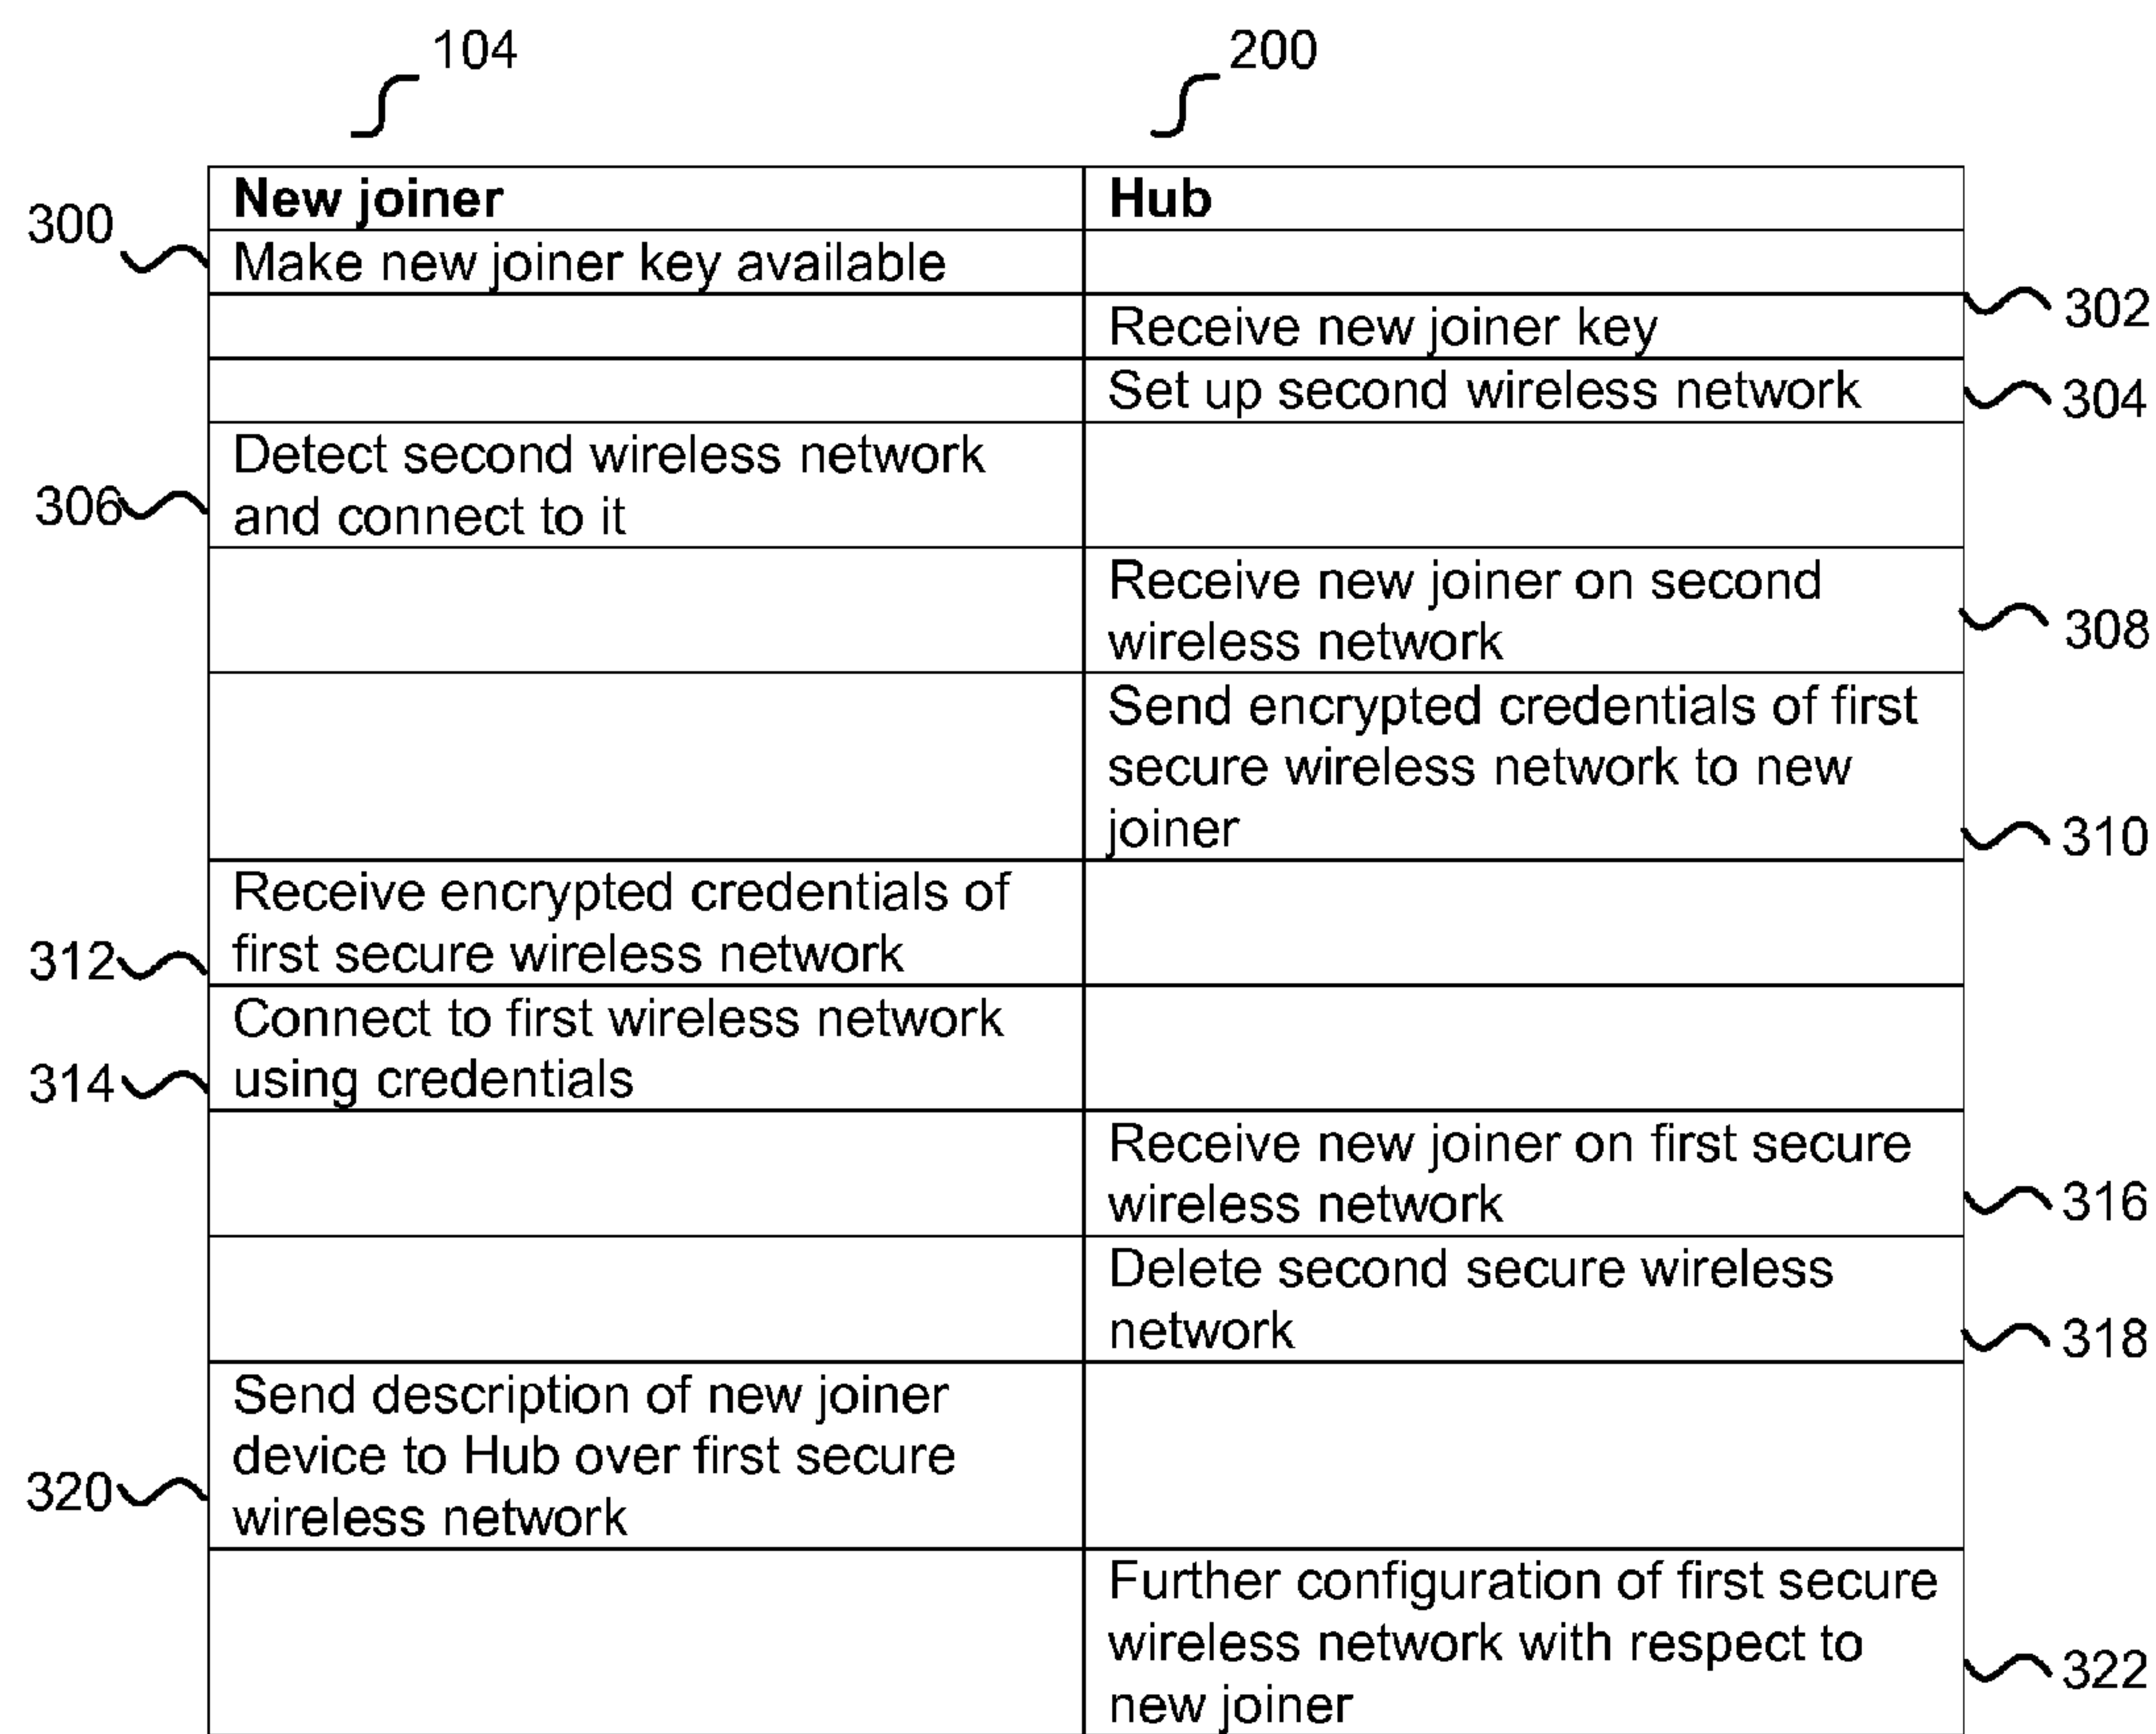 104
200
New joiner
Hub
300
Make new joiner key available
302
Receive new joiner key
Set up second wireless network
304
Detect second wireless network
306
and connect to it
Receive new joiner on second
wireless network
308
Send encrypted credentials of first
secure wireless network to new
joiner
310
Receive encrypted credentials of
312
first secure wireless network
Connect to first wireless network
314
using credentials
Receive new joiner on first secure
wireless network
316
Delete second secure wireless
network
318
Send description of new joiner
device to Hub over first secure
320
wireless network
Further configuration of first secure
wireless network with respect to
322
new joiner